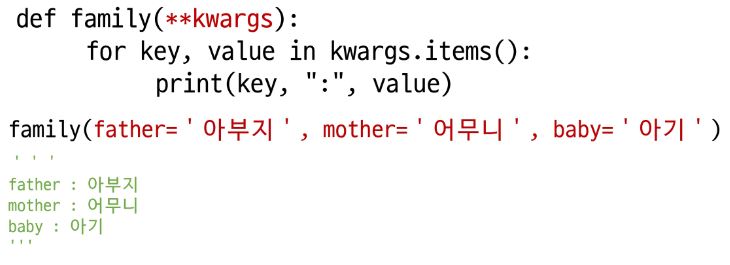 def family(**kwargs):
for key, value in kwargs.items():
print(key, ":", value)
family(father='아부지', mother='어무니', baby='아기')
'''
father : 아부지
mother : 어무니
baby : 아기
'''